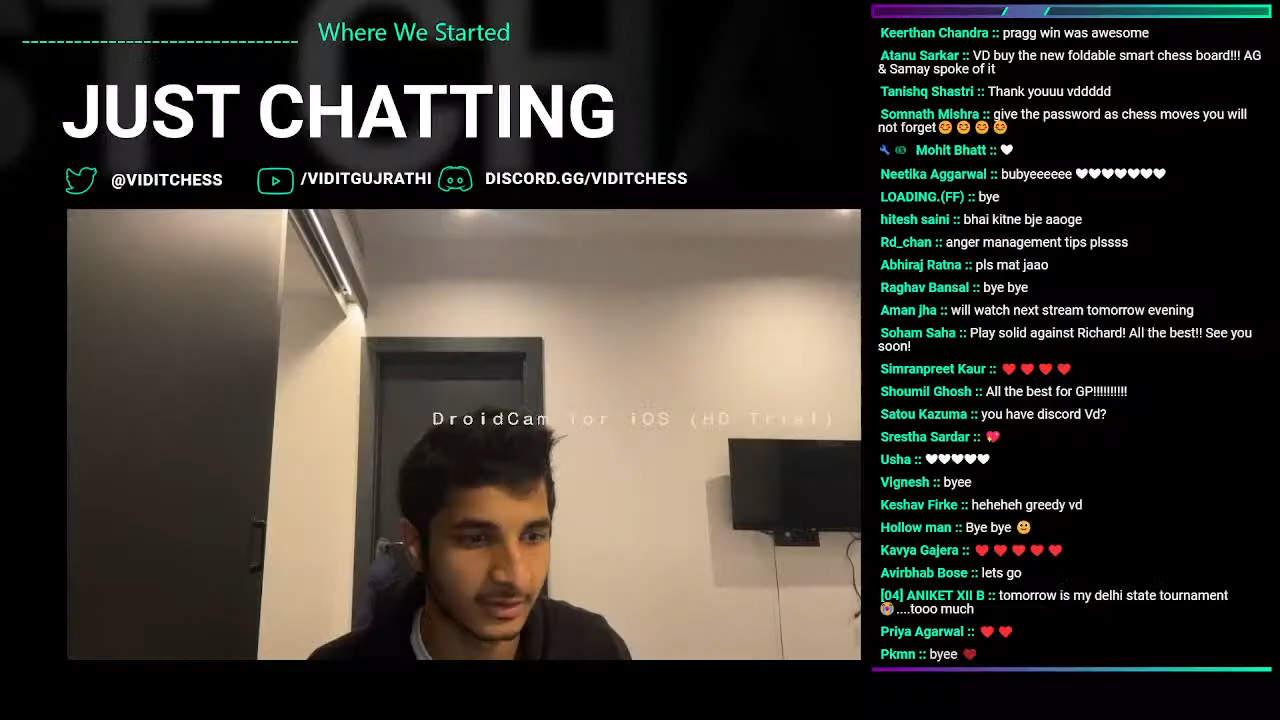 Where We Started
JUST CHATTING
@VIDITCHESS
/VIDITGUJRATHI
DISCORD.GG/VIDITCHESS
DroidCam for iOS (HD Trial)
Keerthan Chandra :: pragg win was awesome
Atanu Sarkar :: VD buy the new foldable smart chess board!!! AG
& Samay spoke of it
Tanishq Shastri :: Thank youuu vddddd
Somnath Mishra :: give the password as chess moves you will
not forget😊😊😊😊
Mohit Bhatt :: 🤍
Neetika Aggarwal :: bubyeeeeee 🤍🤍🤍🤍🤍🤍🤍
LOADING.(FF) :: bye
hitesh saini :: bhai kitne bje aaoge
Rd_chan :: anger management tips plssss
Abhiraj Ratna :: pls mat jaao
Raghav Bansal :: bye bye
Aman jha :: will watch next stream tomorrow evening
Soham Saha :: Play solid against Richard! All the best!! See you
soon!
Simranpreet Kaur :: ♥️ ♥️ ♥️ ♥️
Shoumil Ghosh :: All the best for GP!!!!!!!!!!
Satou Kazuma :: you have discord Vd?
Srestha Sardar :: 💖
Usha :: 🤍🤍🤍🤍🤍
Vignesh :: byee
Keshav Firke :: heheheh greedy vd
Hollow man :: Bye bye 🙂
Kavya Gajera :: ♥️ ♥️ ♥️ ♥️ ♥️
Avirbhab Bose :: lets go
[04] ANIKET XII B :: tomorrow is my delhi state tournament
😭....tooo much
Priya Agarwal :: ♥️ ♥️
Pkmn :: byee ♥️